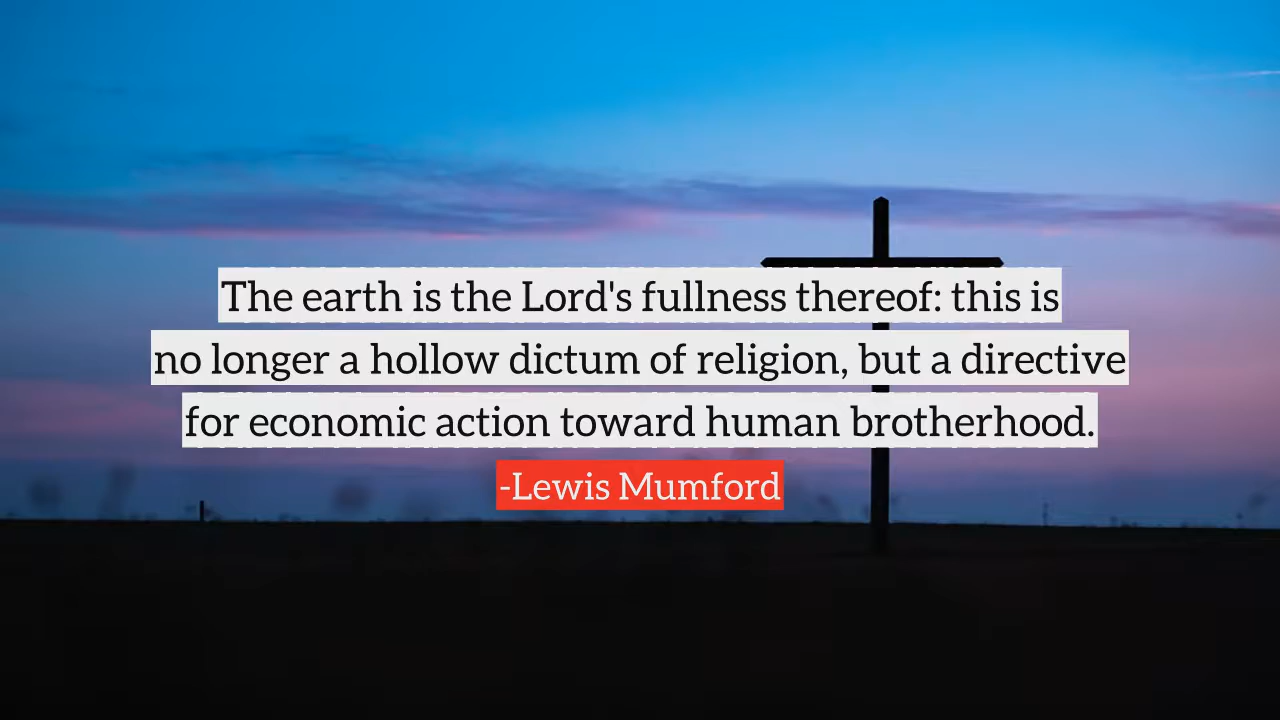 The earth is the Lord's fullness thereof: this is
no longer a hollow dictum of religion, but a directive
for economic action toward human brotherhood.
-Lewis Mumford